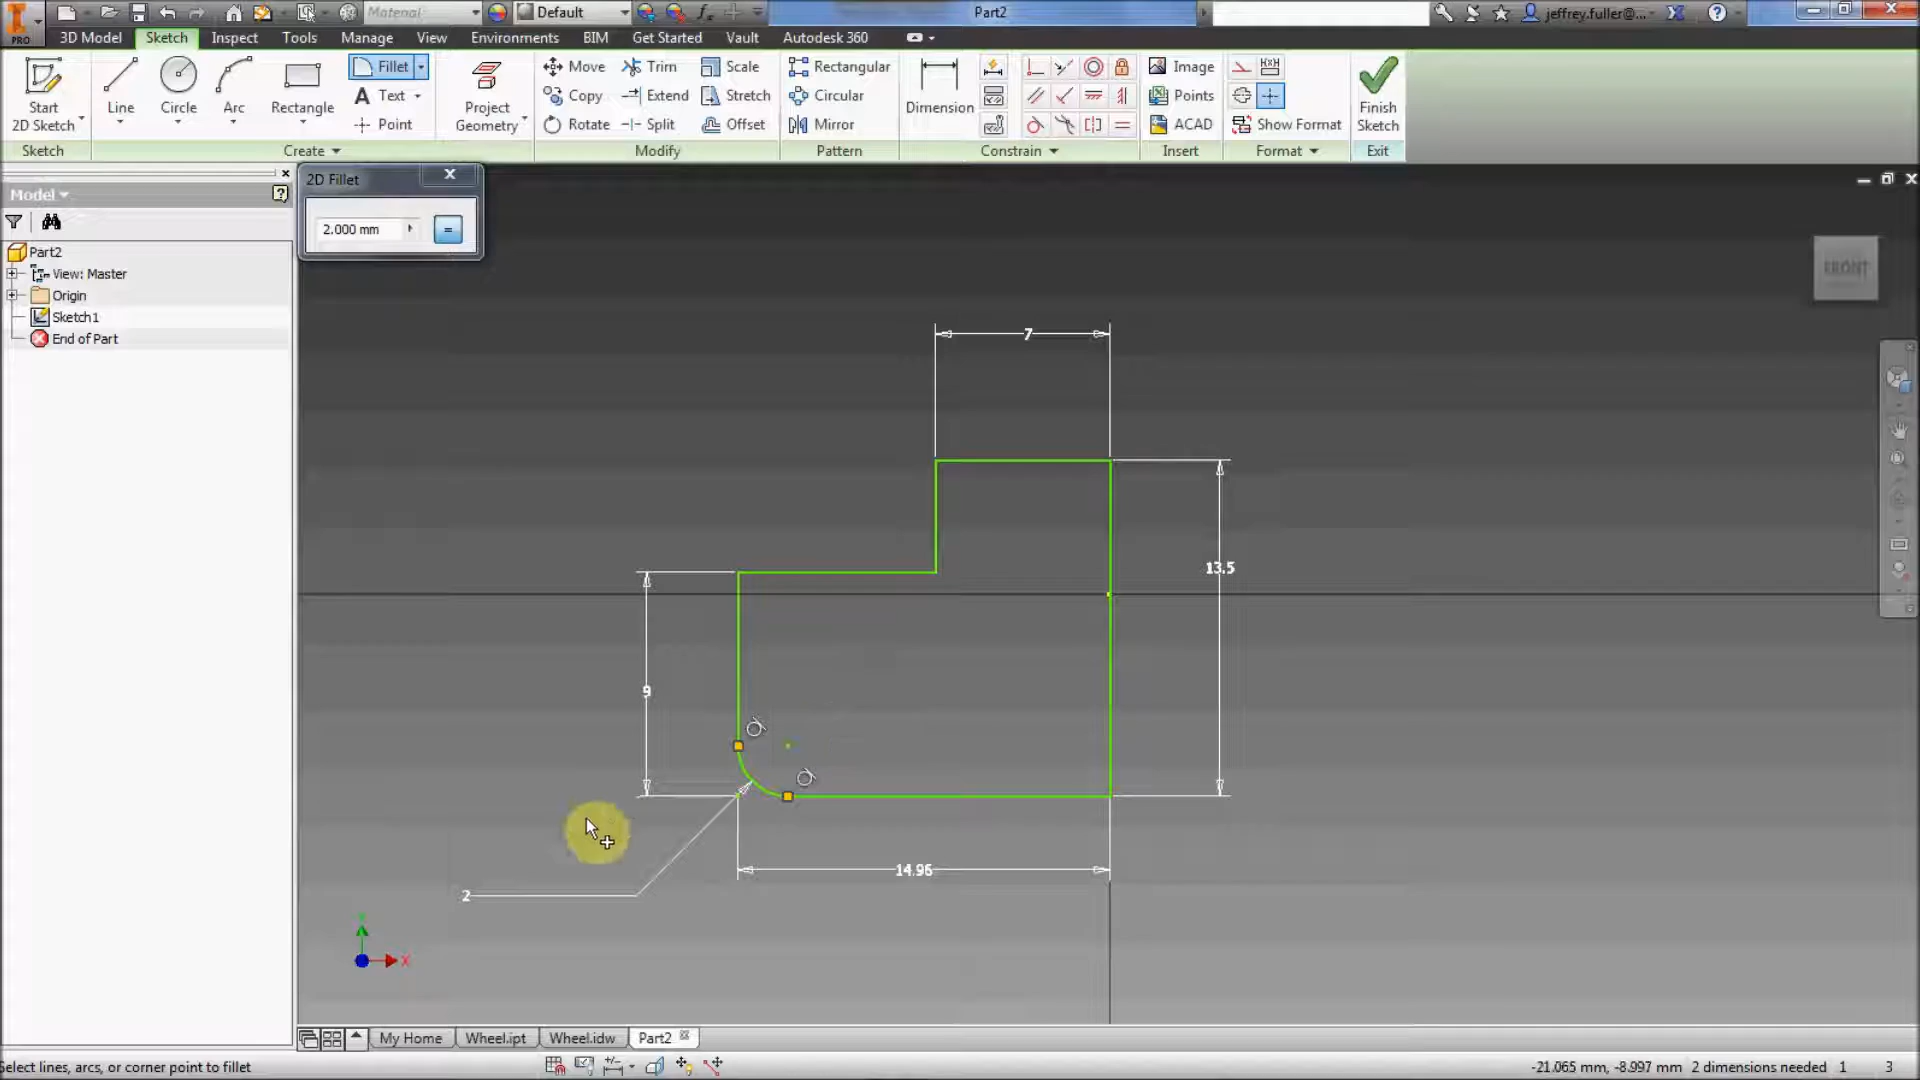 Material
Default
Part2
jeffrey.fuller@...
PRO
3D Model
Sketch
Inspect
Tools
Manage
View
Environments
BIM
Get Started
Vault
Autodesk 360
Start
2D Sketch
Line
Circle
Arc
Rectangle
Fillet
Text
Point
Project
Geometry
Move
Copy
Rotate
Trim
Extend
Split
Scale
Stretch
Offset
Rectangular
Circular
Mirror
Dimension
Image
Points
ACAD
Show Format
Finish
Sketch
Sketch
Create
Modify
Pattern
Constrain
Insert
Format
Exit
Model
Part2
View: Master
Origin
Sketch1
End of Part
2D Fillet
2.000 mm
=
FRONT
7
13.5
9
14.96
2
X
My Home
Wheel.ipt
Wheel.idw
Part2
Select lines, arcs, or corner point to fillet
-21.065 mm, -8.997 mm
2 dimensions needed
1
3